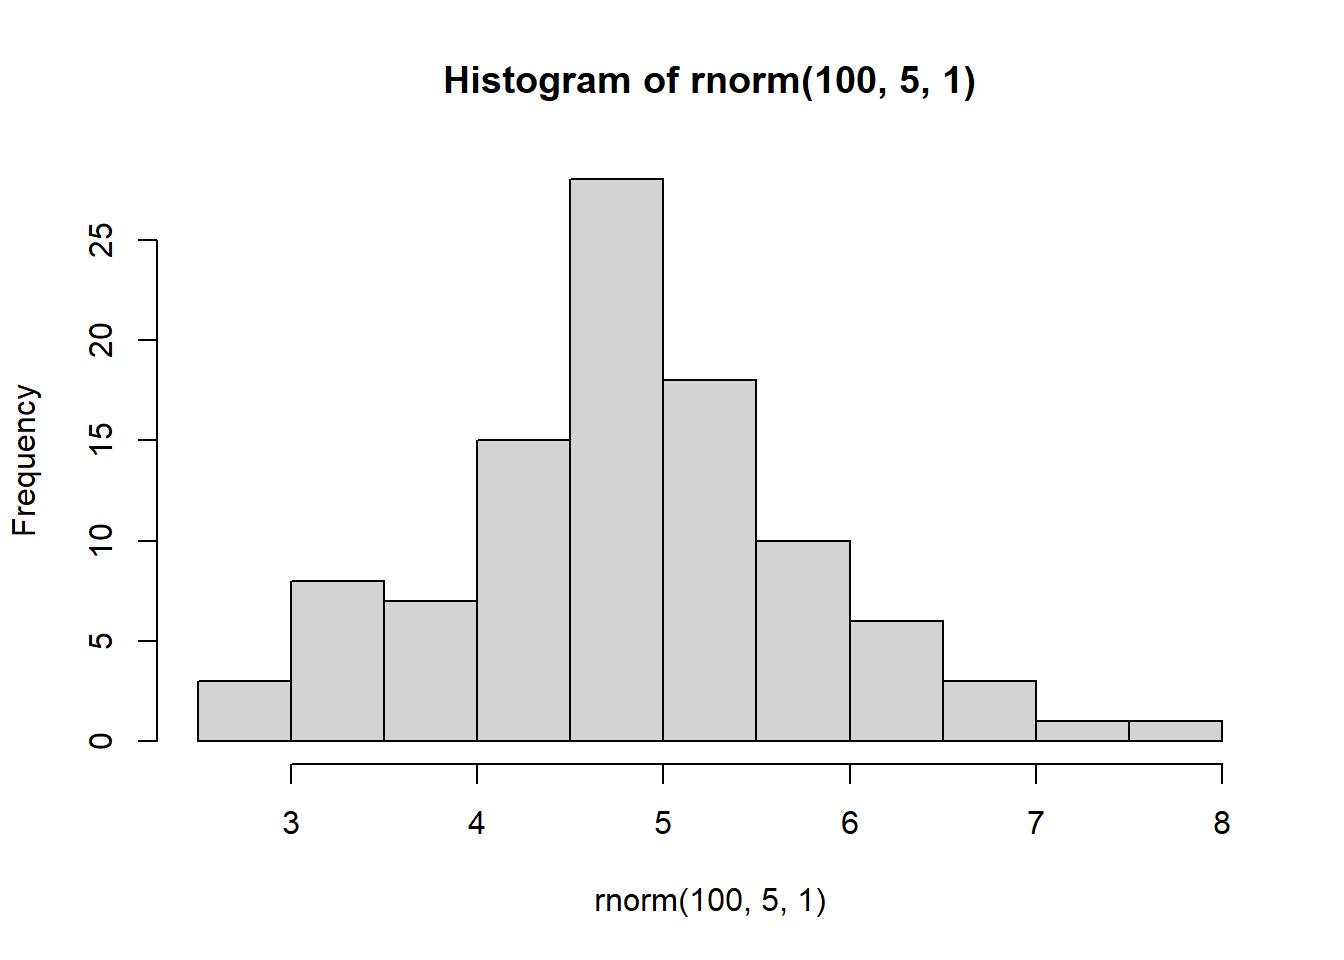 Histogram of rnorm(100, 5, 1)
Frequency
25
20
15
10
5
0
3 4 5 6 7 8
rnorm(100, 5, 1)